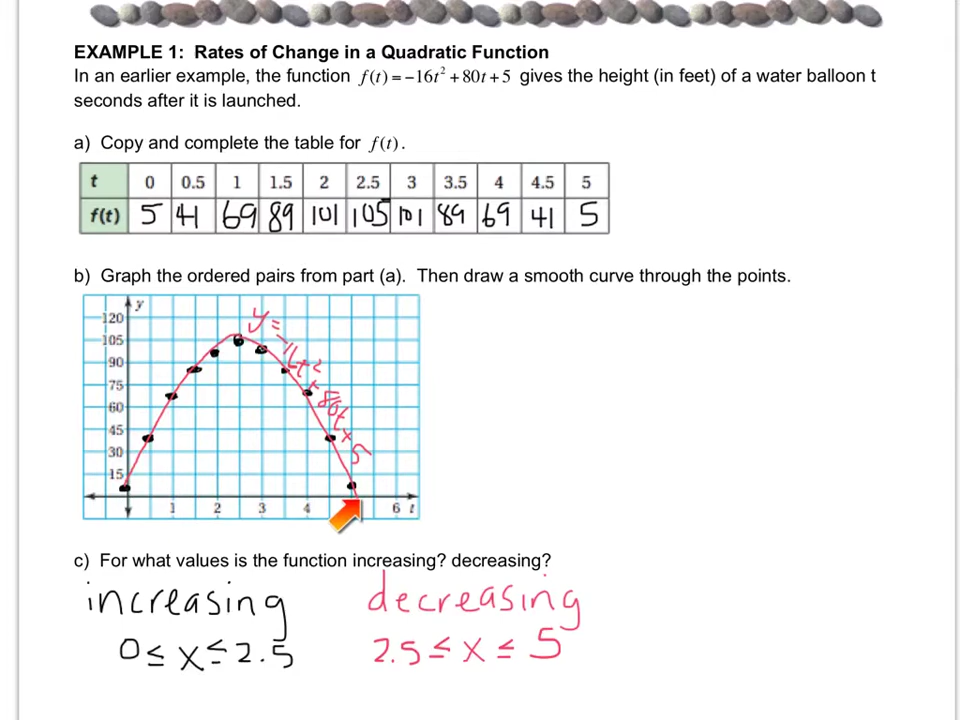 EXAMPLE 1: Rates of Change in a Quadratic Function
In an earlier example, the function f(t) = −16t² + 80t + 5 gives the height (in feet) of a water balloon t
seconds after it is launched.
a) Copy and complete the table for f(t).
t 0 0.5 1 1.5 2 2.5 3 3.5 4 4.5 5
f(t) 5 41 69 89 101 105 101 89 69 41 5
b) Graph the ordered pairs from part (a). Then draw a smooth curve through the points.
y
120
105
90
75
60
45
30
15
1 2 3 4 6 t
y = -16t² + 80t + 5
c) For what values is the function increasing? decreasing?
increasing decreasing
0 ≤ x ≤ 2.5 2.5 ≤ x ≤ 5